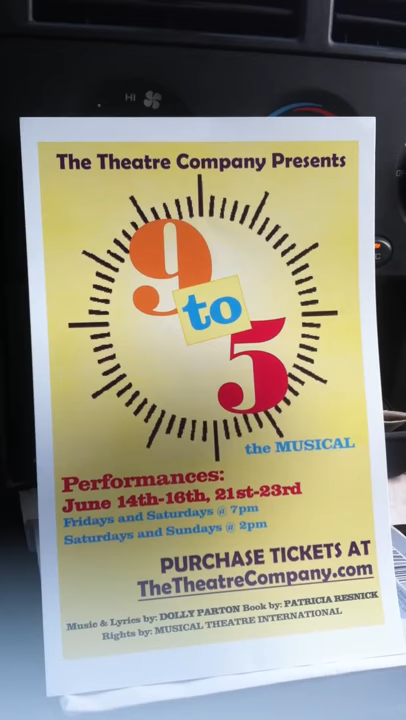 HI
The Theatre Company Presents
9
to
5
the MUSICAL
Performances:
June 14th-16th, 21st-23rd
Fridays and Saturdays @ 7pm
Saturdays and Sundays @ 2pm
PURCHASE TICKETS AT
TheTheatreCompany.com
Music & Lyrics by: DOLLY PARTON Book by: PATRICIA RESNICK
Rights by: MUSICAL THEATRE INTERNATIONAL